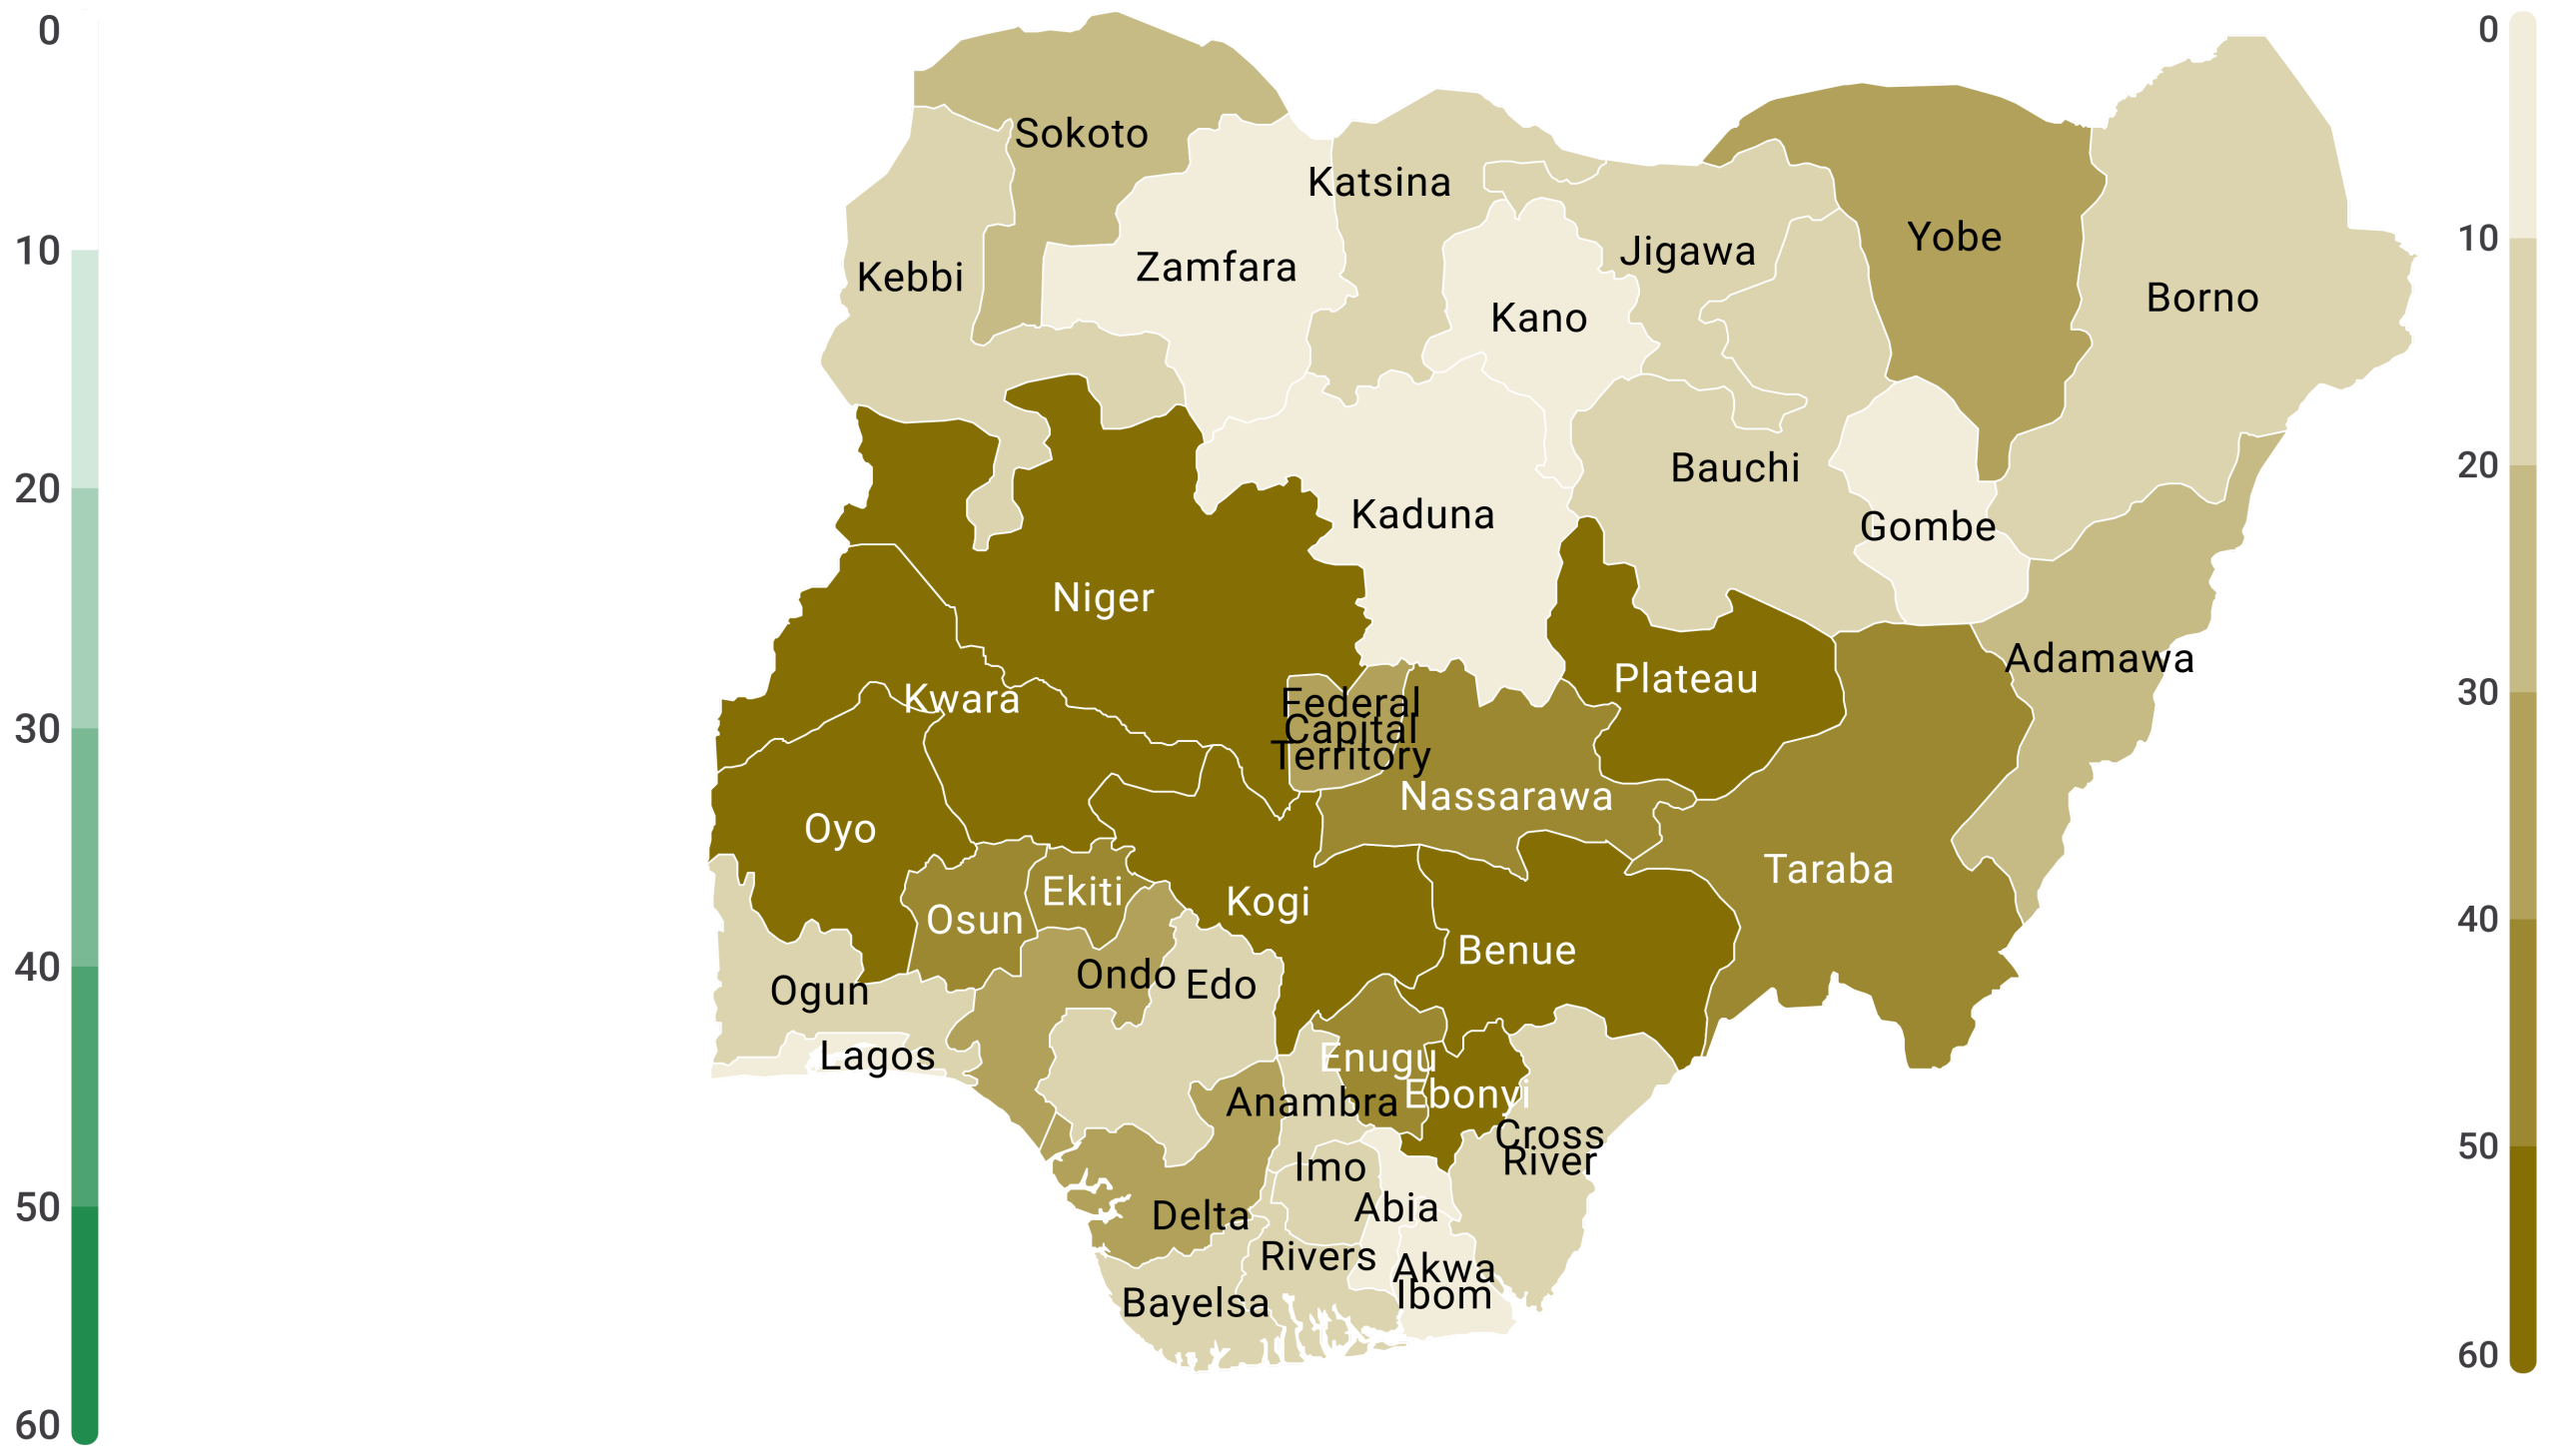 0
10
20
30
40
50
60
Sokoto
Katsina
Kebbi
Zamfara
Jigawa
Yobe
Kano
Borno
Bauchi
Kaduna
Gombe
Niger
Adamawa
Plateau
Kwara
Federal
Capital
Territory
Nassarawa
Oyo
Taraba
Ekiti
Osun
Kogi
Benue
Ondo
Edo
Ogun
Lagos
Enugu
Ebonyi
Anambra
Cross
River
Imo
Abia
Delta
Rivers
Akwa
Ibom
Bayelsa
0
10
20
30
40
50
60